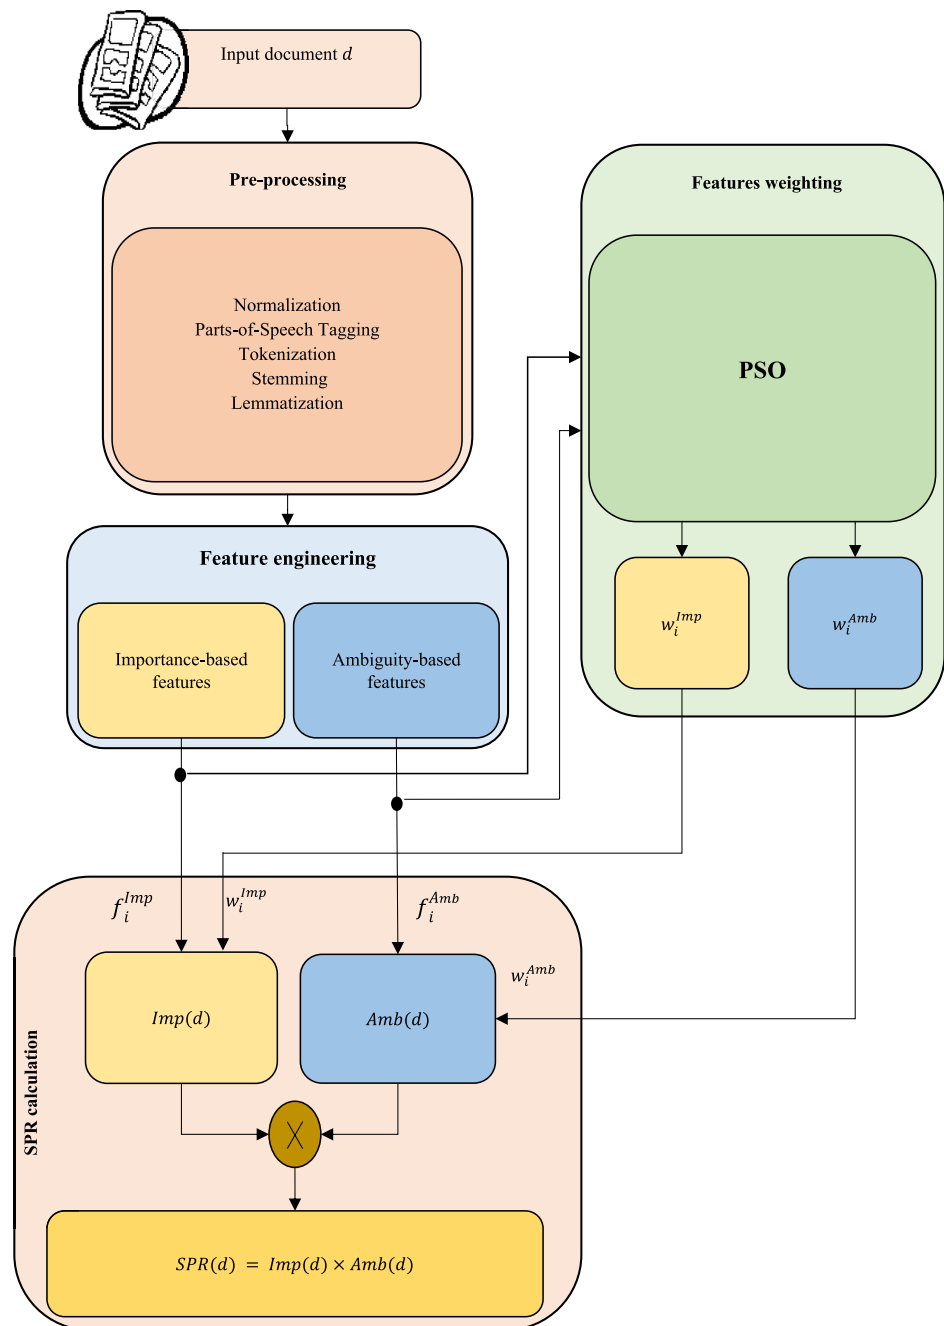 Input document d
Pre-processing
Normalization
Parts-of-Speech Tagging
Tokenization
Stemming
Lemmatization
Features weighting
PSO
Feature engineering
Importance-based
features
Ambiguity-based
features
w_i^{Imp}
w_i^{Amb}
f_i^{Imp}
w_i^{Imp}
f_i^{Amb}
w_i^{Amb}
Imp(d)
Amb(d)
SPR calculation
X
SPR(d) = Imp(d) × Amb(d)